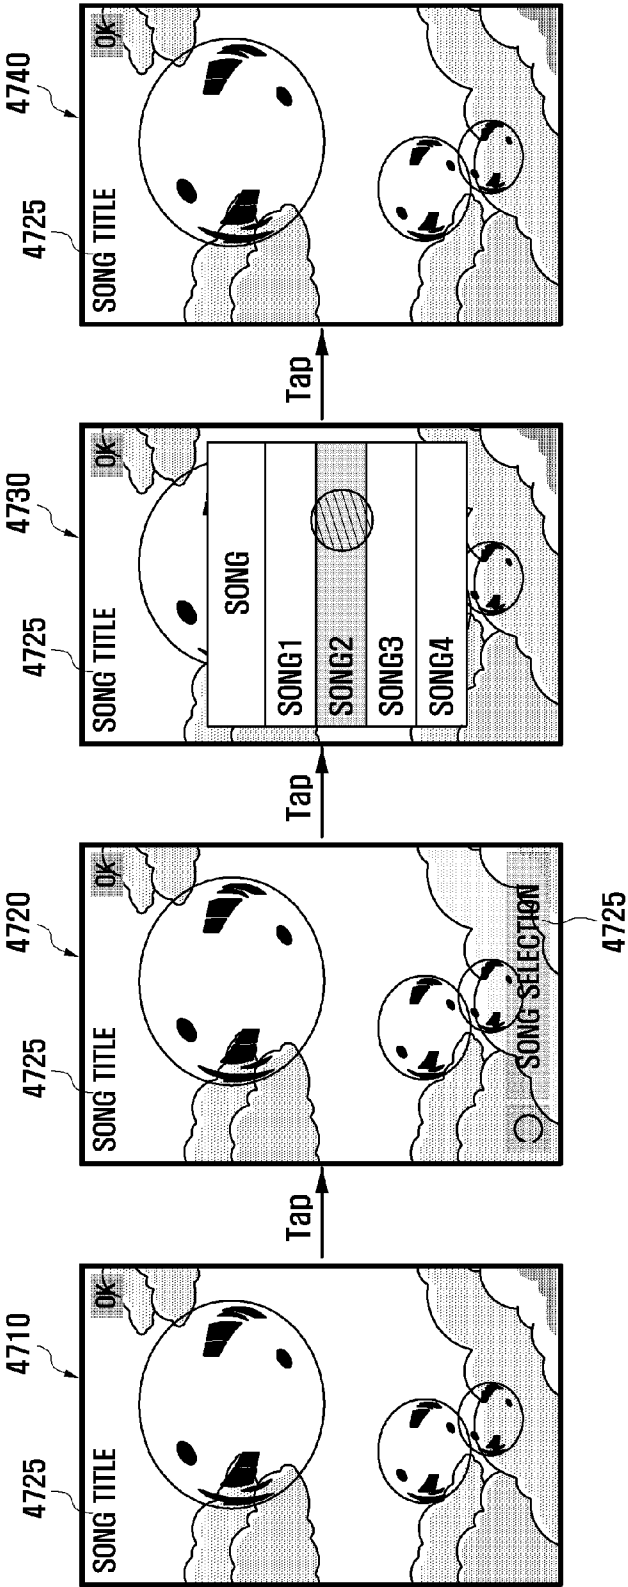 4710
4725
SONG TITLE
OK
Tap
4720
4725
SONG TITLE
OK
SONG SELECTION
4725
Tap
4730
4725
SONG TITLE
OK
SONG
SONG1
SONG2
SONG3
SONG4
Tap
4740
4725
SONG TITLE
OK